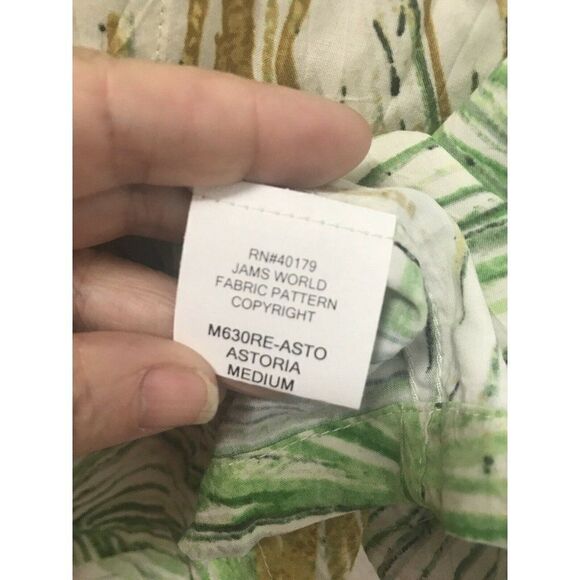 RN#40179
JAMS WORLD
FABRIC PATTERN
COPYRIGHT
M630RE-ASTO
ASTORIA
MEDIUM